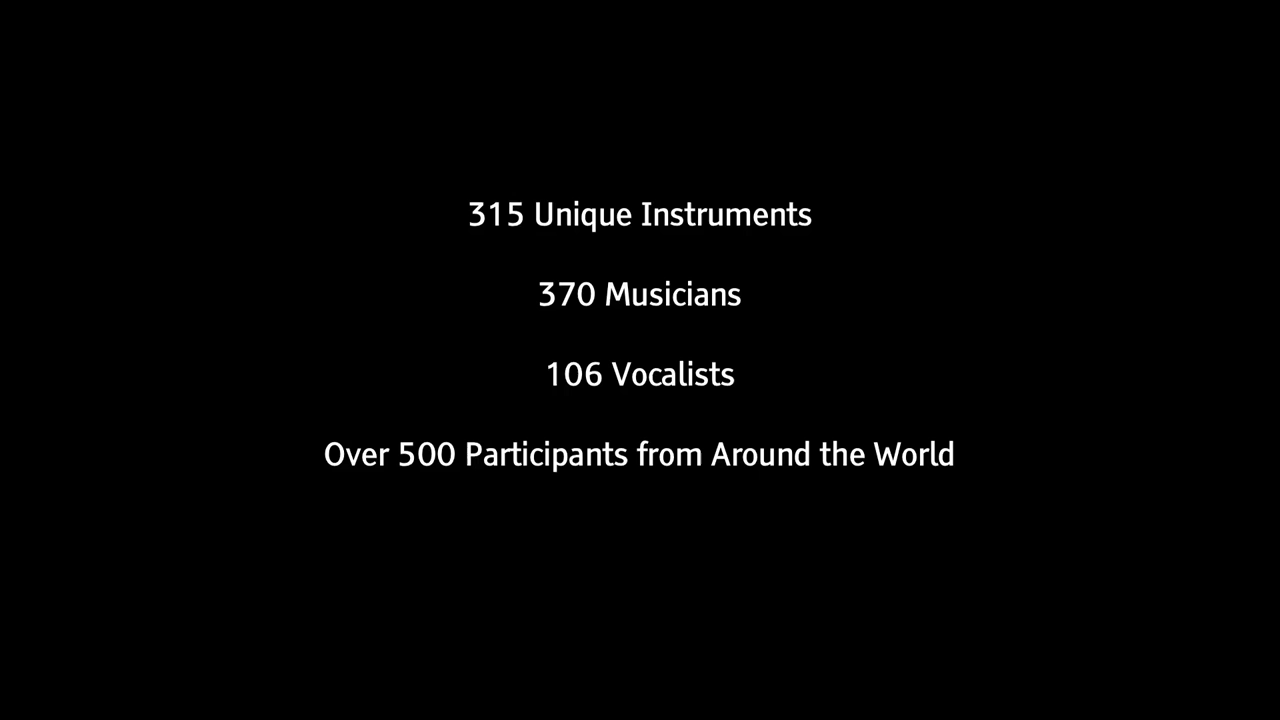 315 Unique Instruments
370 Musicians
106 Vocalists
Over 500 Participants from Around the World